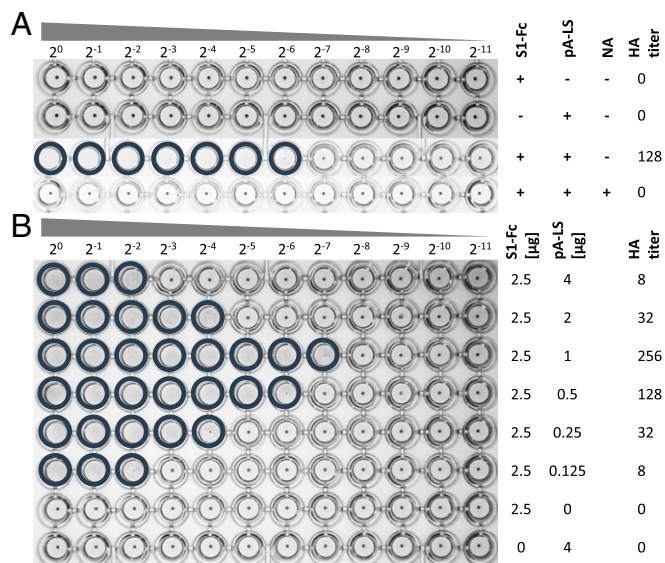 A
2⁰ 2⁻¹ 2⁻² 2⁻³ 2⁻⁴ 2⁻⁵ 2⁻⁶ 2⁻⁷ 2⁻⁸ 2⁻⁹ 2⁻¹⁰ 2⁻¹¹ S1-Fc pA-LS NA HA titer
+ - - 0
- + - 0
+ + - 128
+ + + 0
B
2⁰ 2⁻¹ 2⁻² 2⁻³ 2⁻⁴ 2⁻⁵ 2⁻⁶ 2⁻⁷ 2⁻⁸ 2⁻⁹ 2⁻¹⁰ 2⁻¹¹ S1-Fc [µg] pA-LS [µg] HA titer
2.5 4 8
2.5 2 32
2.5 1 256
2.5 0.5 128
2.5 0.25 32
2.5 0.125 8
2.5 0 0
0 4 0